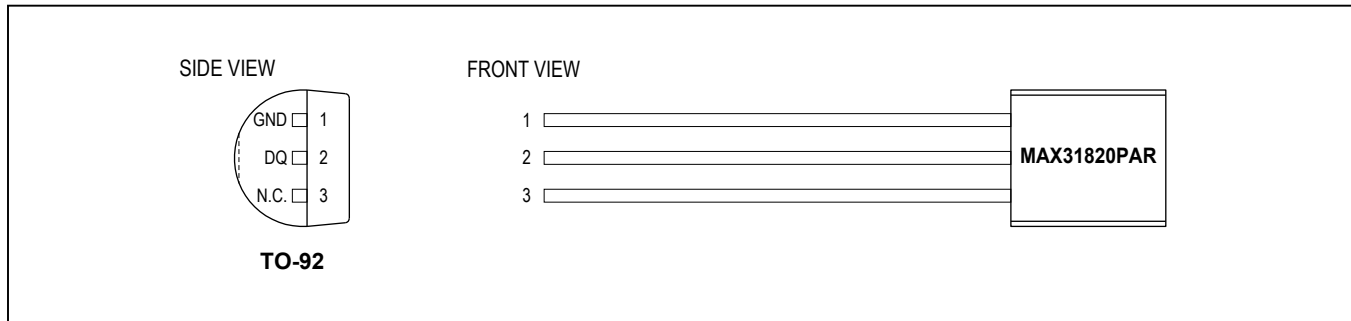 SIDE VIEW
FRONT VIEW
GND 1
DQ 2
N.C. 3
1
2
3
MAX31820PAR
TO-92